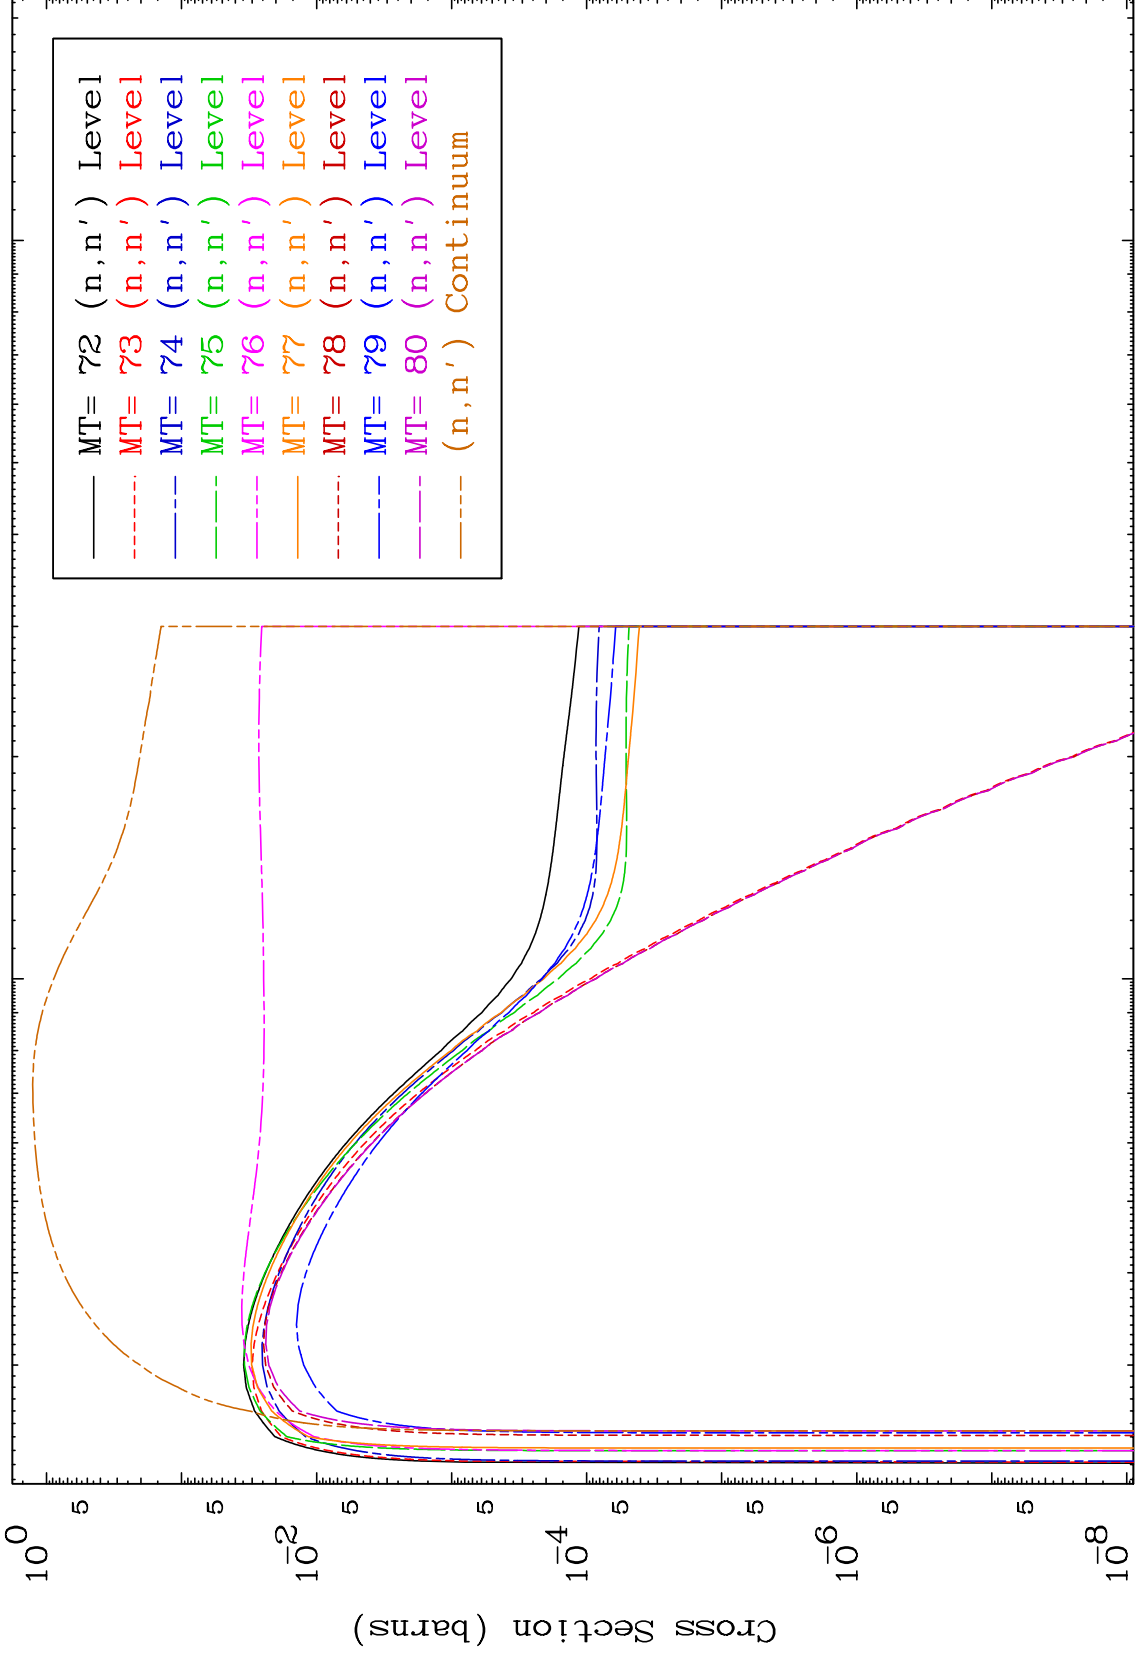 MT= 72 (n,n') Level
MT= 73 (n,n') Level
MT= 74 (n,n') Level
MT= 75 (n,n') Level
MT= 76 (n,n') Level
MT= 77 (n,n') Level
MT= 78 (n,n') Level
MT= 79 (n,n') Level
MT= 80 (n,n') Level
(n,n') Continuum
Cross Section (barns)
10^0
5
5
10^-2
5
5
10^-4
5
5
10^-6
5
5
10^-8